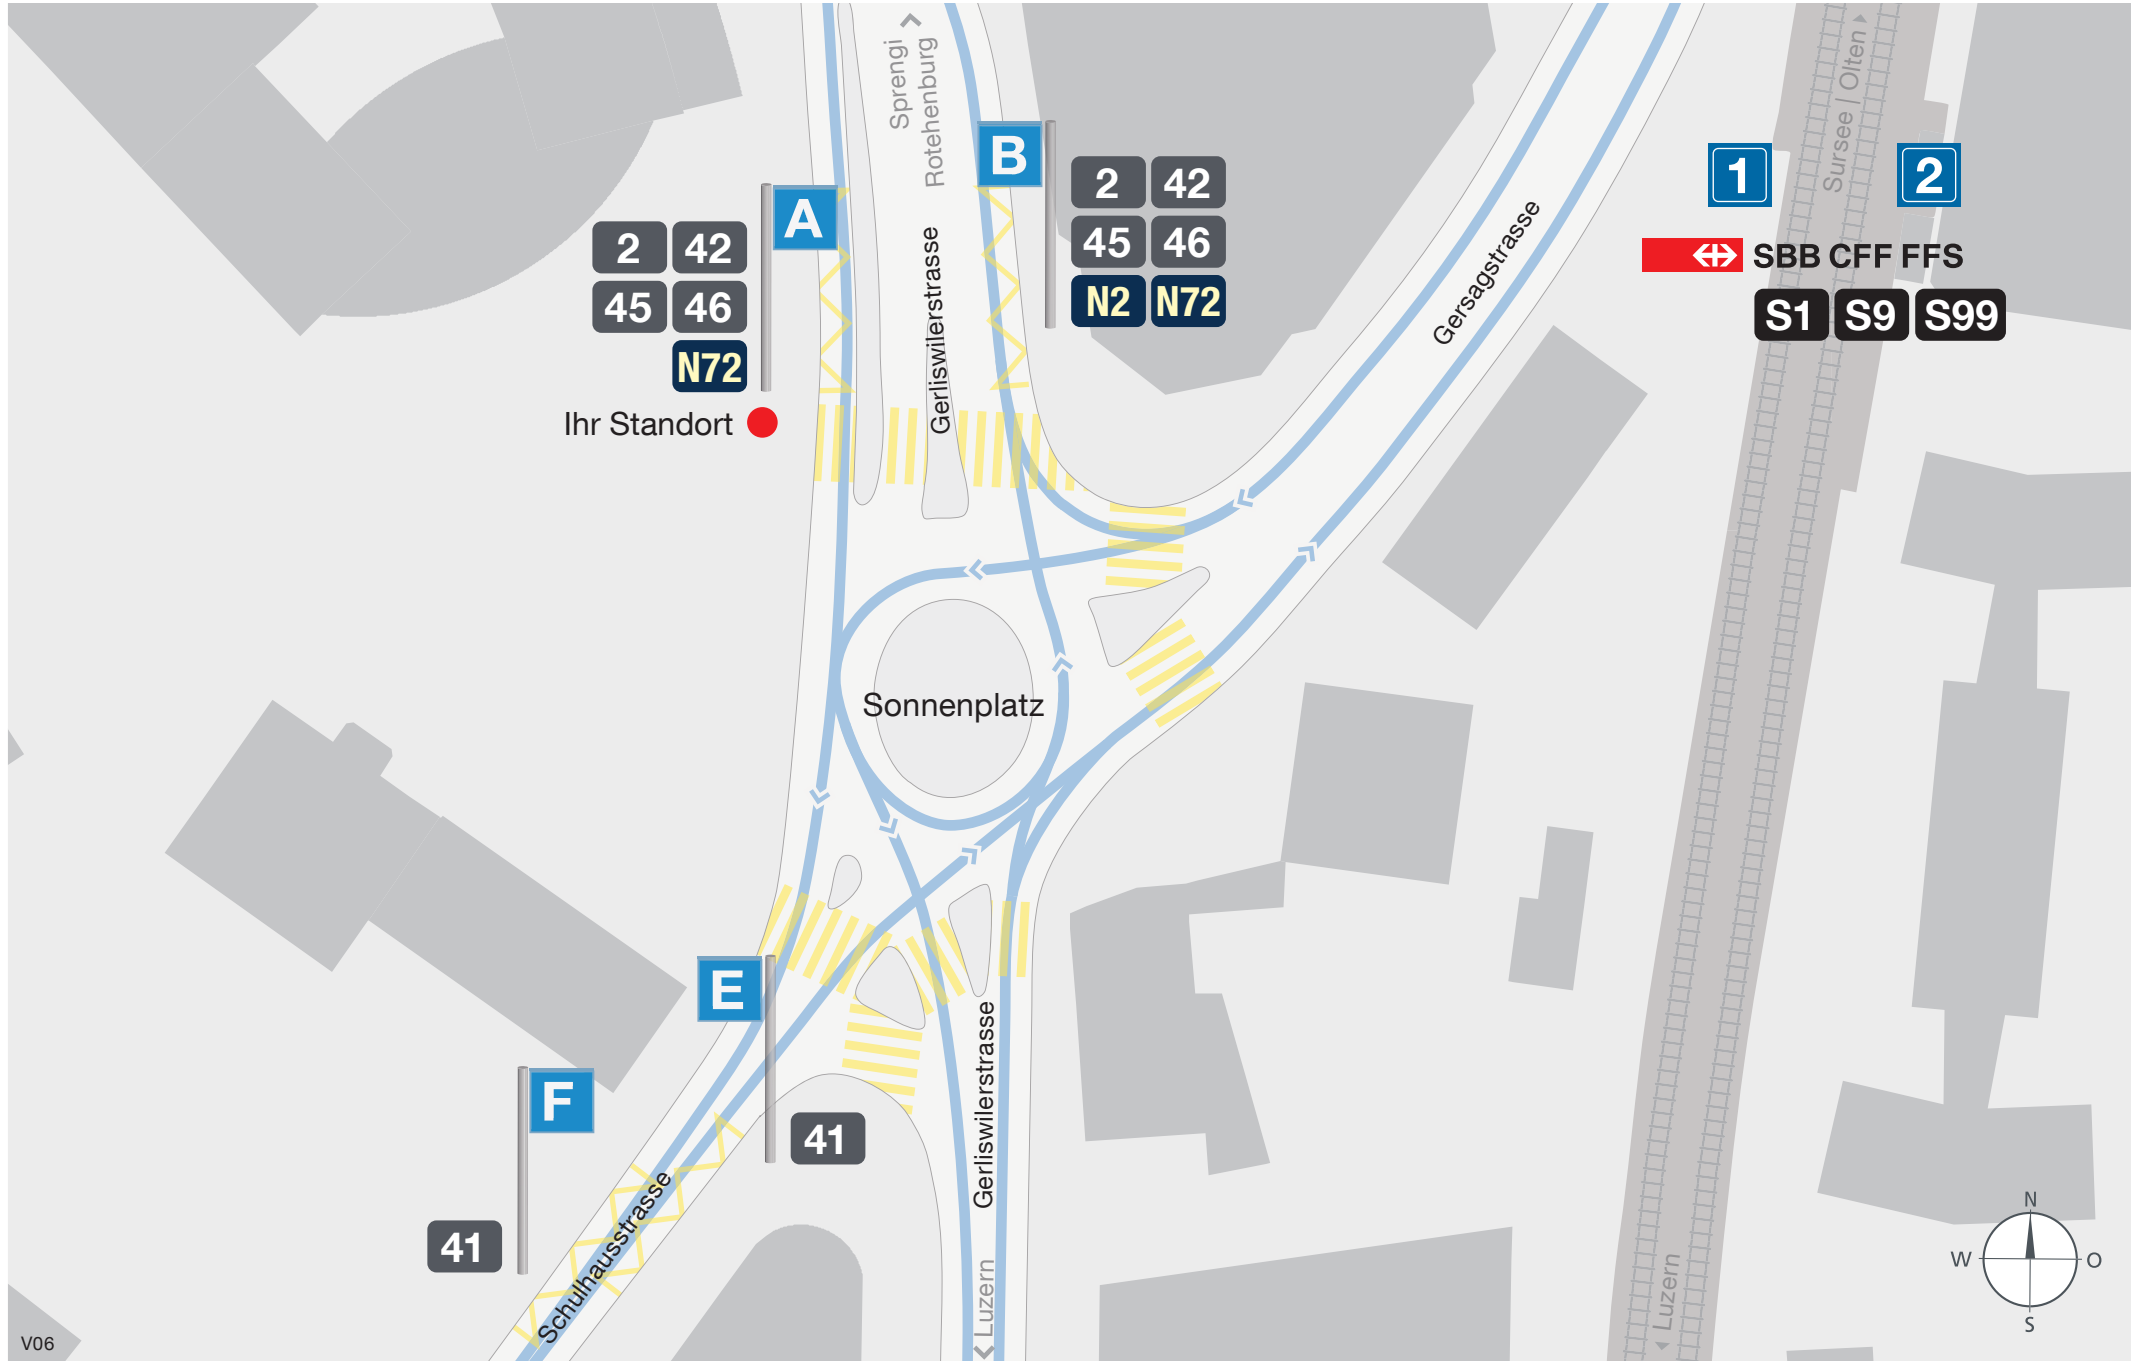 Sprengi
Rotehenburg
B
2 42
45 46
N2 N72
A
2 42
45 46
N72
Ihr Standort
Gerliswilerstrasse
Gersagstrasse
Sursee | Olten
1
2
SBB CFF FFS
S1 S9 S99
Sonnenplatz
E
41
F
41
Schulhausstrasse
Gerliswilerstrasse
Luzern
Luzern
N
W O
S
V06